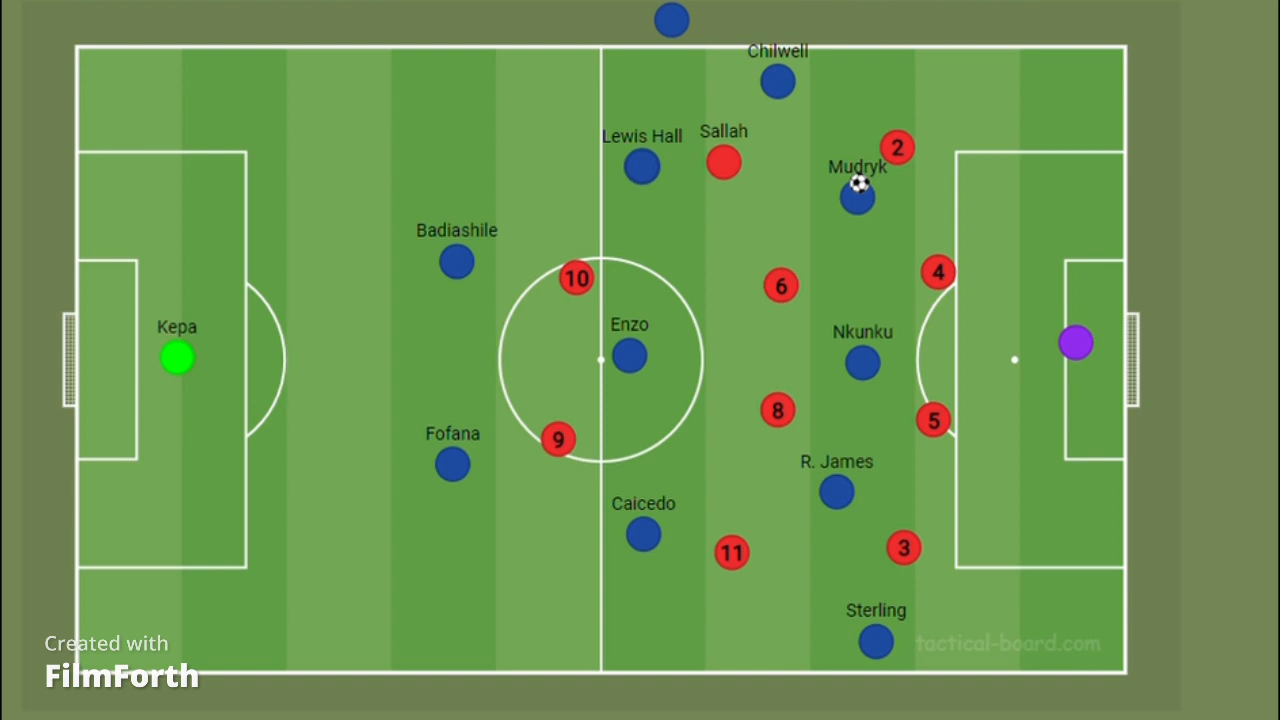 Chilwell
Lewis Hall
Sallah
2
Mudryk
Badiashile
10
6
4
Kepa
Enzo
Nkunku
9
8
5
Fofana
R. James
Caicedo
11
3
Sterling
Created with
FilmForth
tactical-board.com